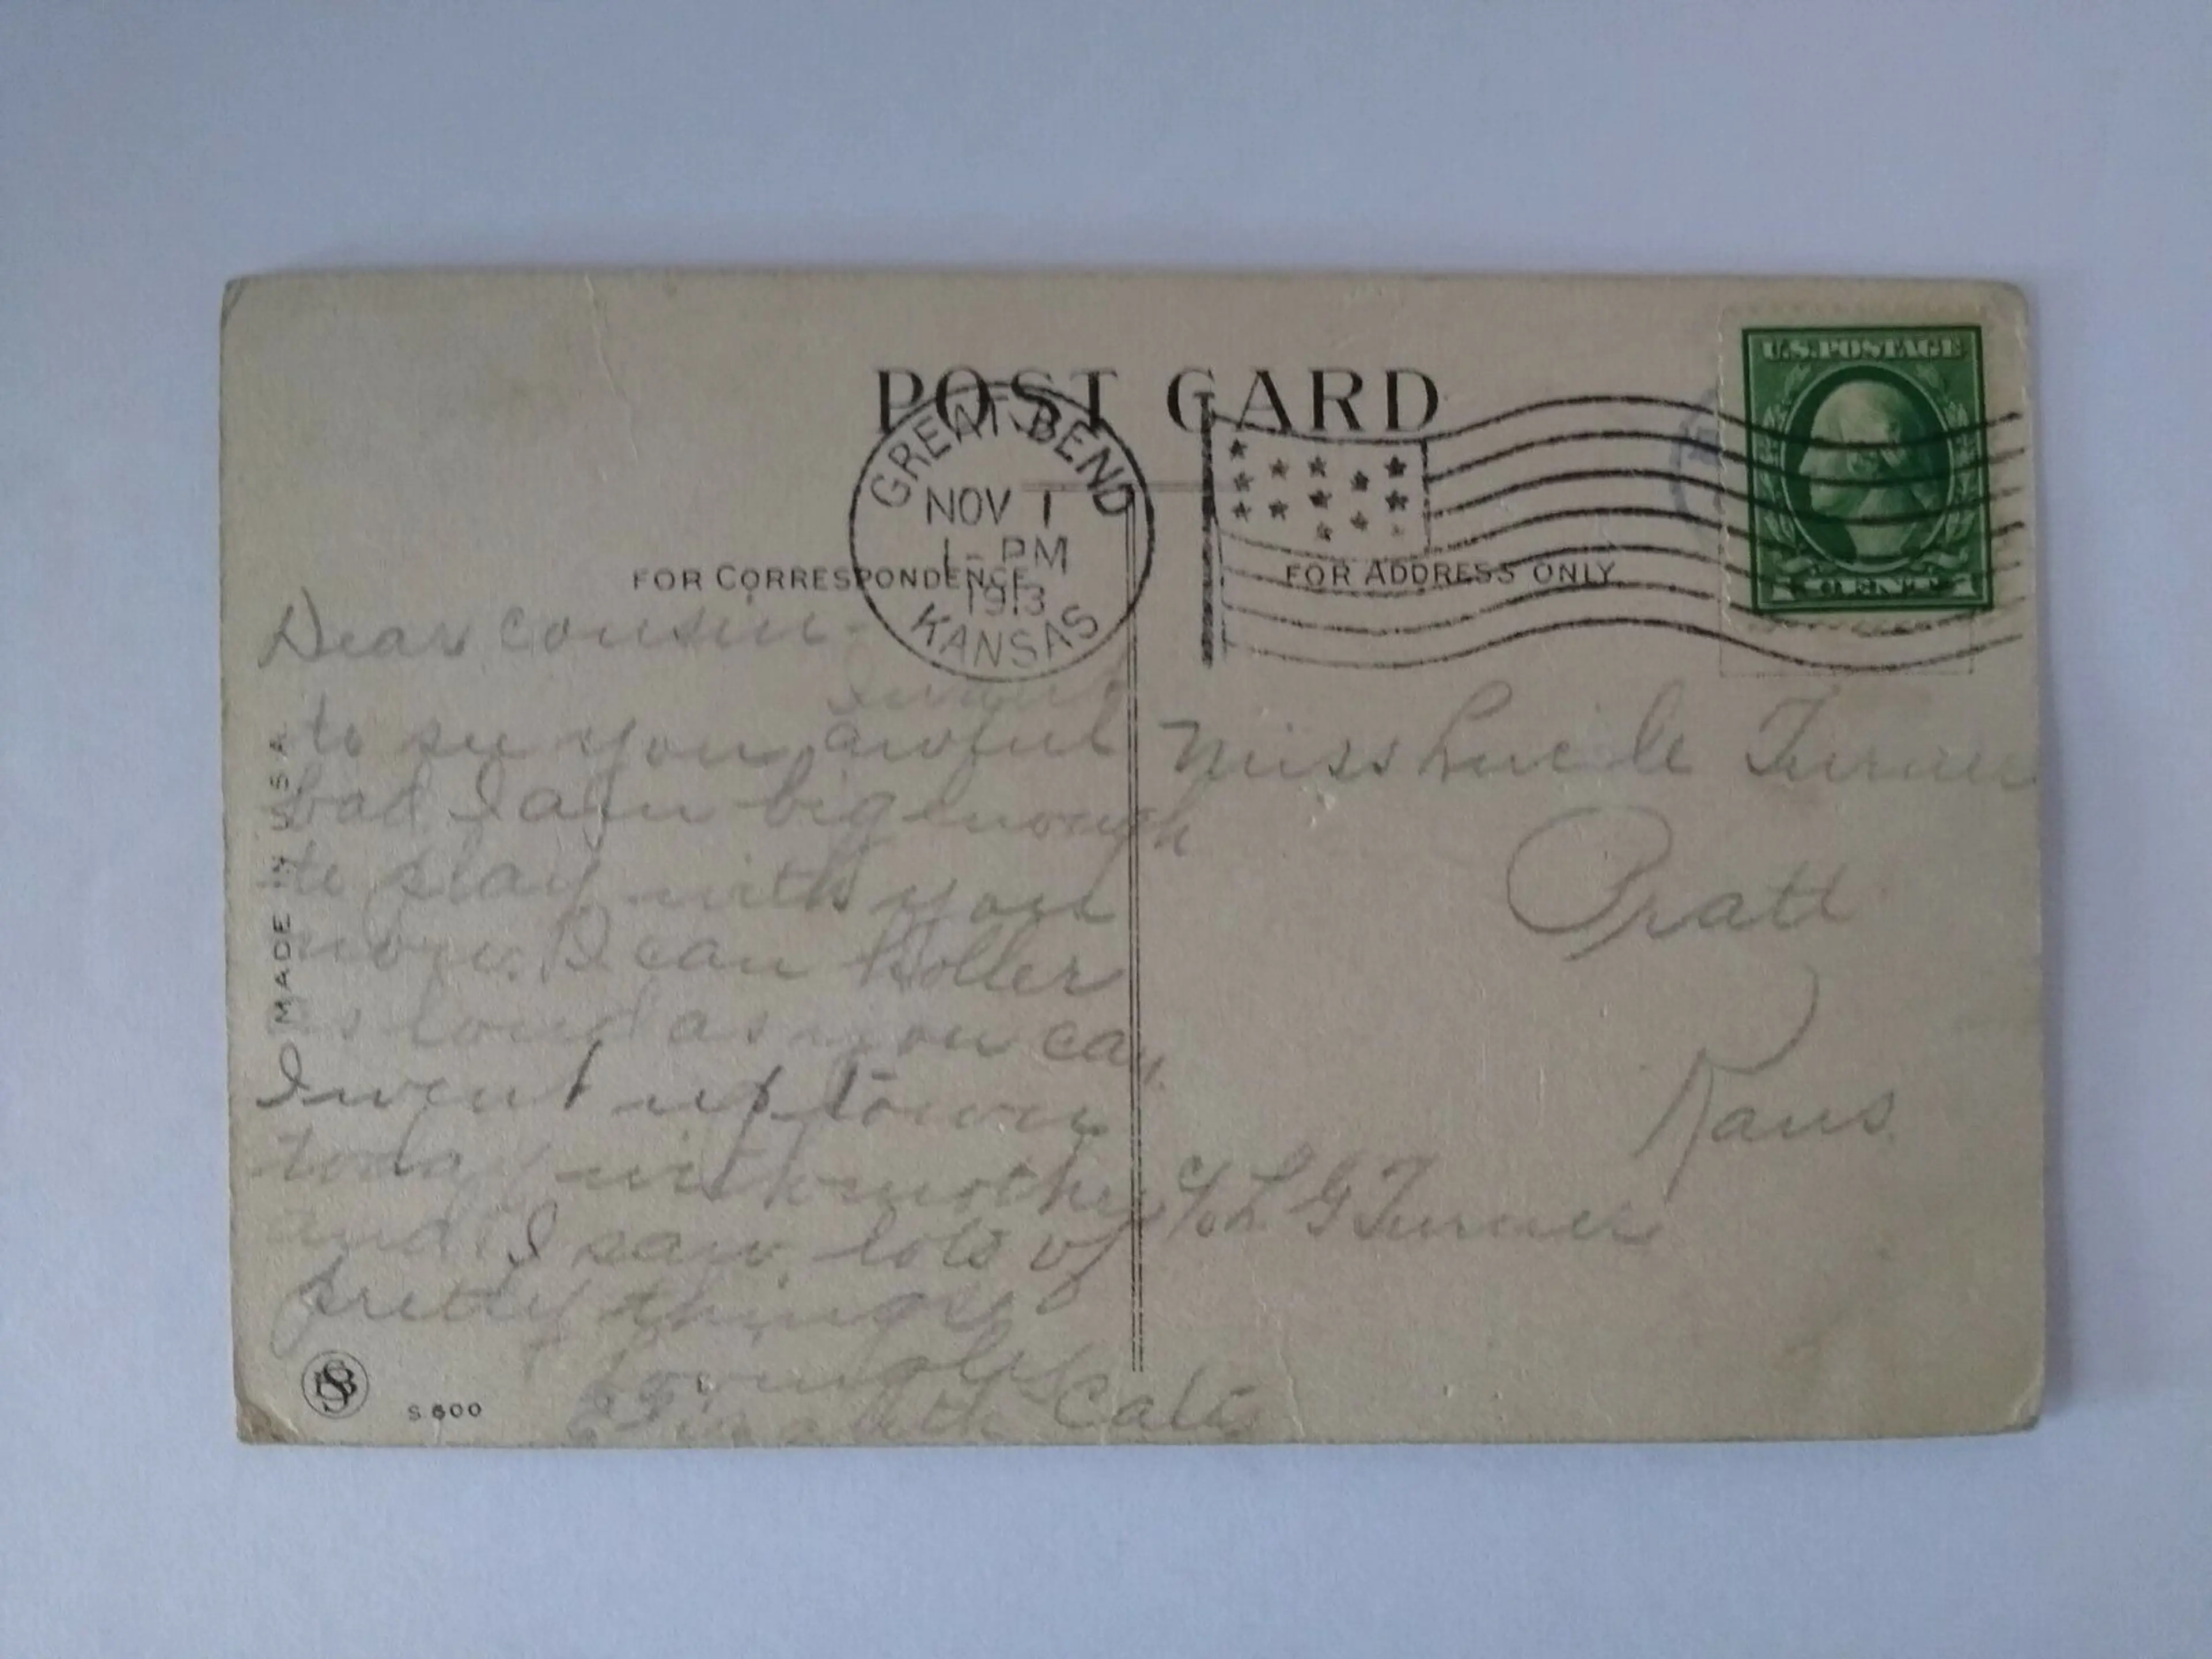 POST CARD
GREAT BEND
NOV 1
1 - PM
1913
KANSAS
U.S. POSTAGE
FOR CORRESPONDENCE
FOR ADDRESS ONLY
MADE IN U S A
Dear cousin -
I want
to see you awful
bad I am big enough
to play with you
now. I can holler
as loud as you can
I went up town
today with mother
and I saw lots of
pretty things
Lovingly
Elizabeth
S 600
Miss Lucile Turner
Pratt
Kans
c/o L G Turner